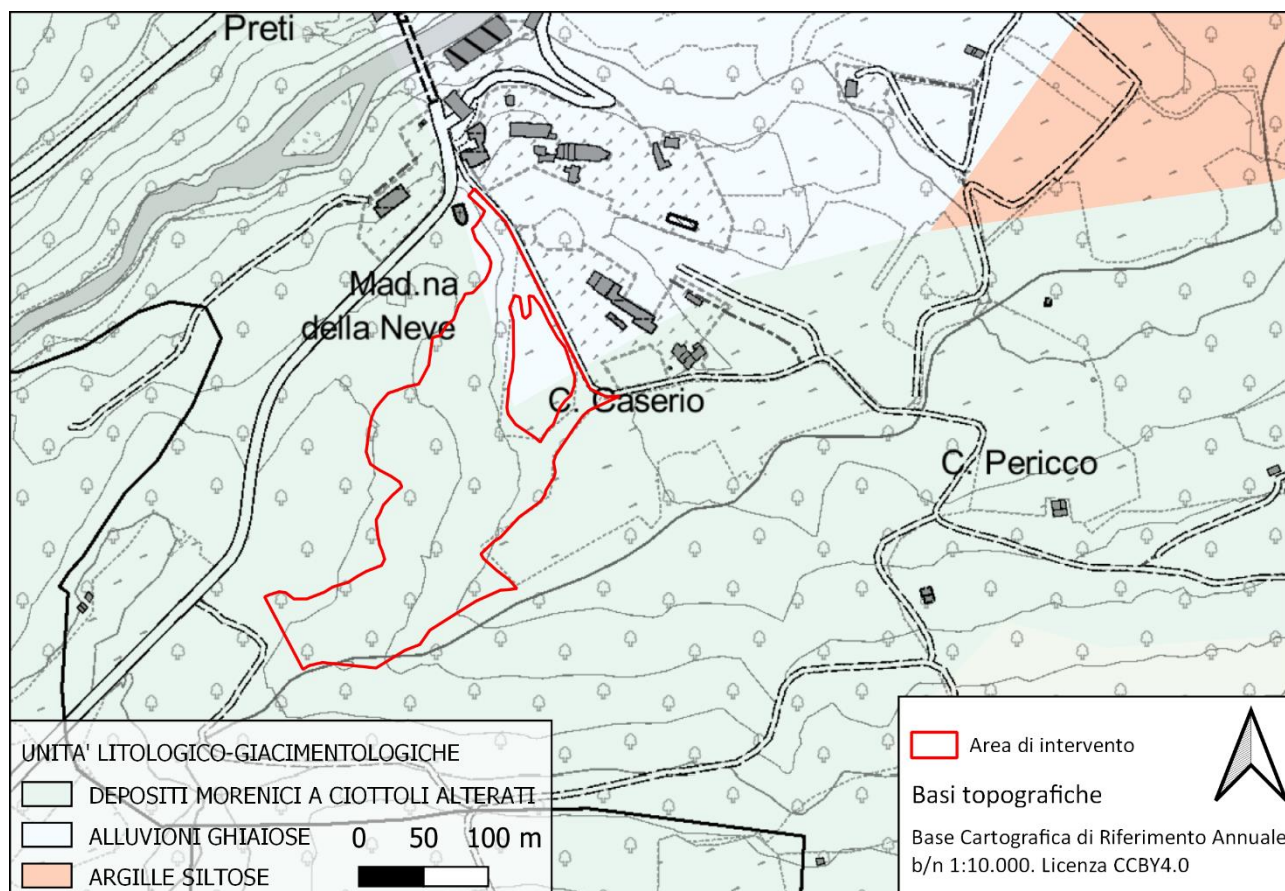 Preti
Mad.na
della Neve
C. Caserio
C. Pericco
UNITA' LITOLOGICO-GIACIMENTOLOGICHE
DEPOSITI MORENICI A CIOTTOLI ALTERATI
ALLUVIONI GHIAIOSE
ARGILLE SILTOSE
0 50 100 m
Area di intervento
Basi topografiche
Base Cartografica di Riferimento Annuale
b/n 1:10.000. Licenza CCBY4.0